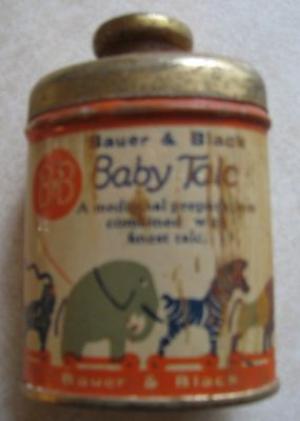 Bauer & Black
B&B
Baby Talc
A medicinal preparation
combined with
finest talc.
Bauer & Black